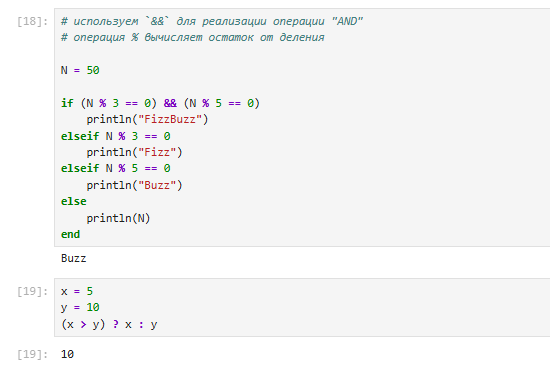 [18]: # используем `&&` для реализации операции "AND"
# операция % вычисляет остаток от деления
N = 50
if (N % 3 == 0) && (N % 5 == 0)
    println("FizzBuzz")
elseif N % 3 == 0
    println("Fizz")
elseif N % 5 == 0
    println("Buzz")
else
    println(N)
end
Buzz
[19]: x = 5
y = 10
(x > y) ? x : y
[19]: 10